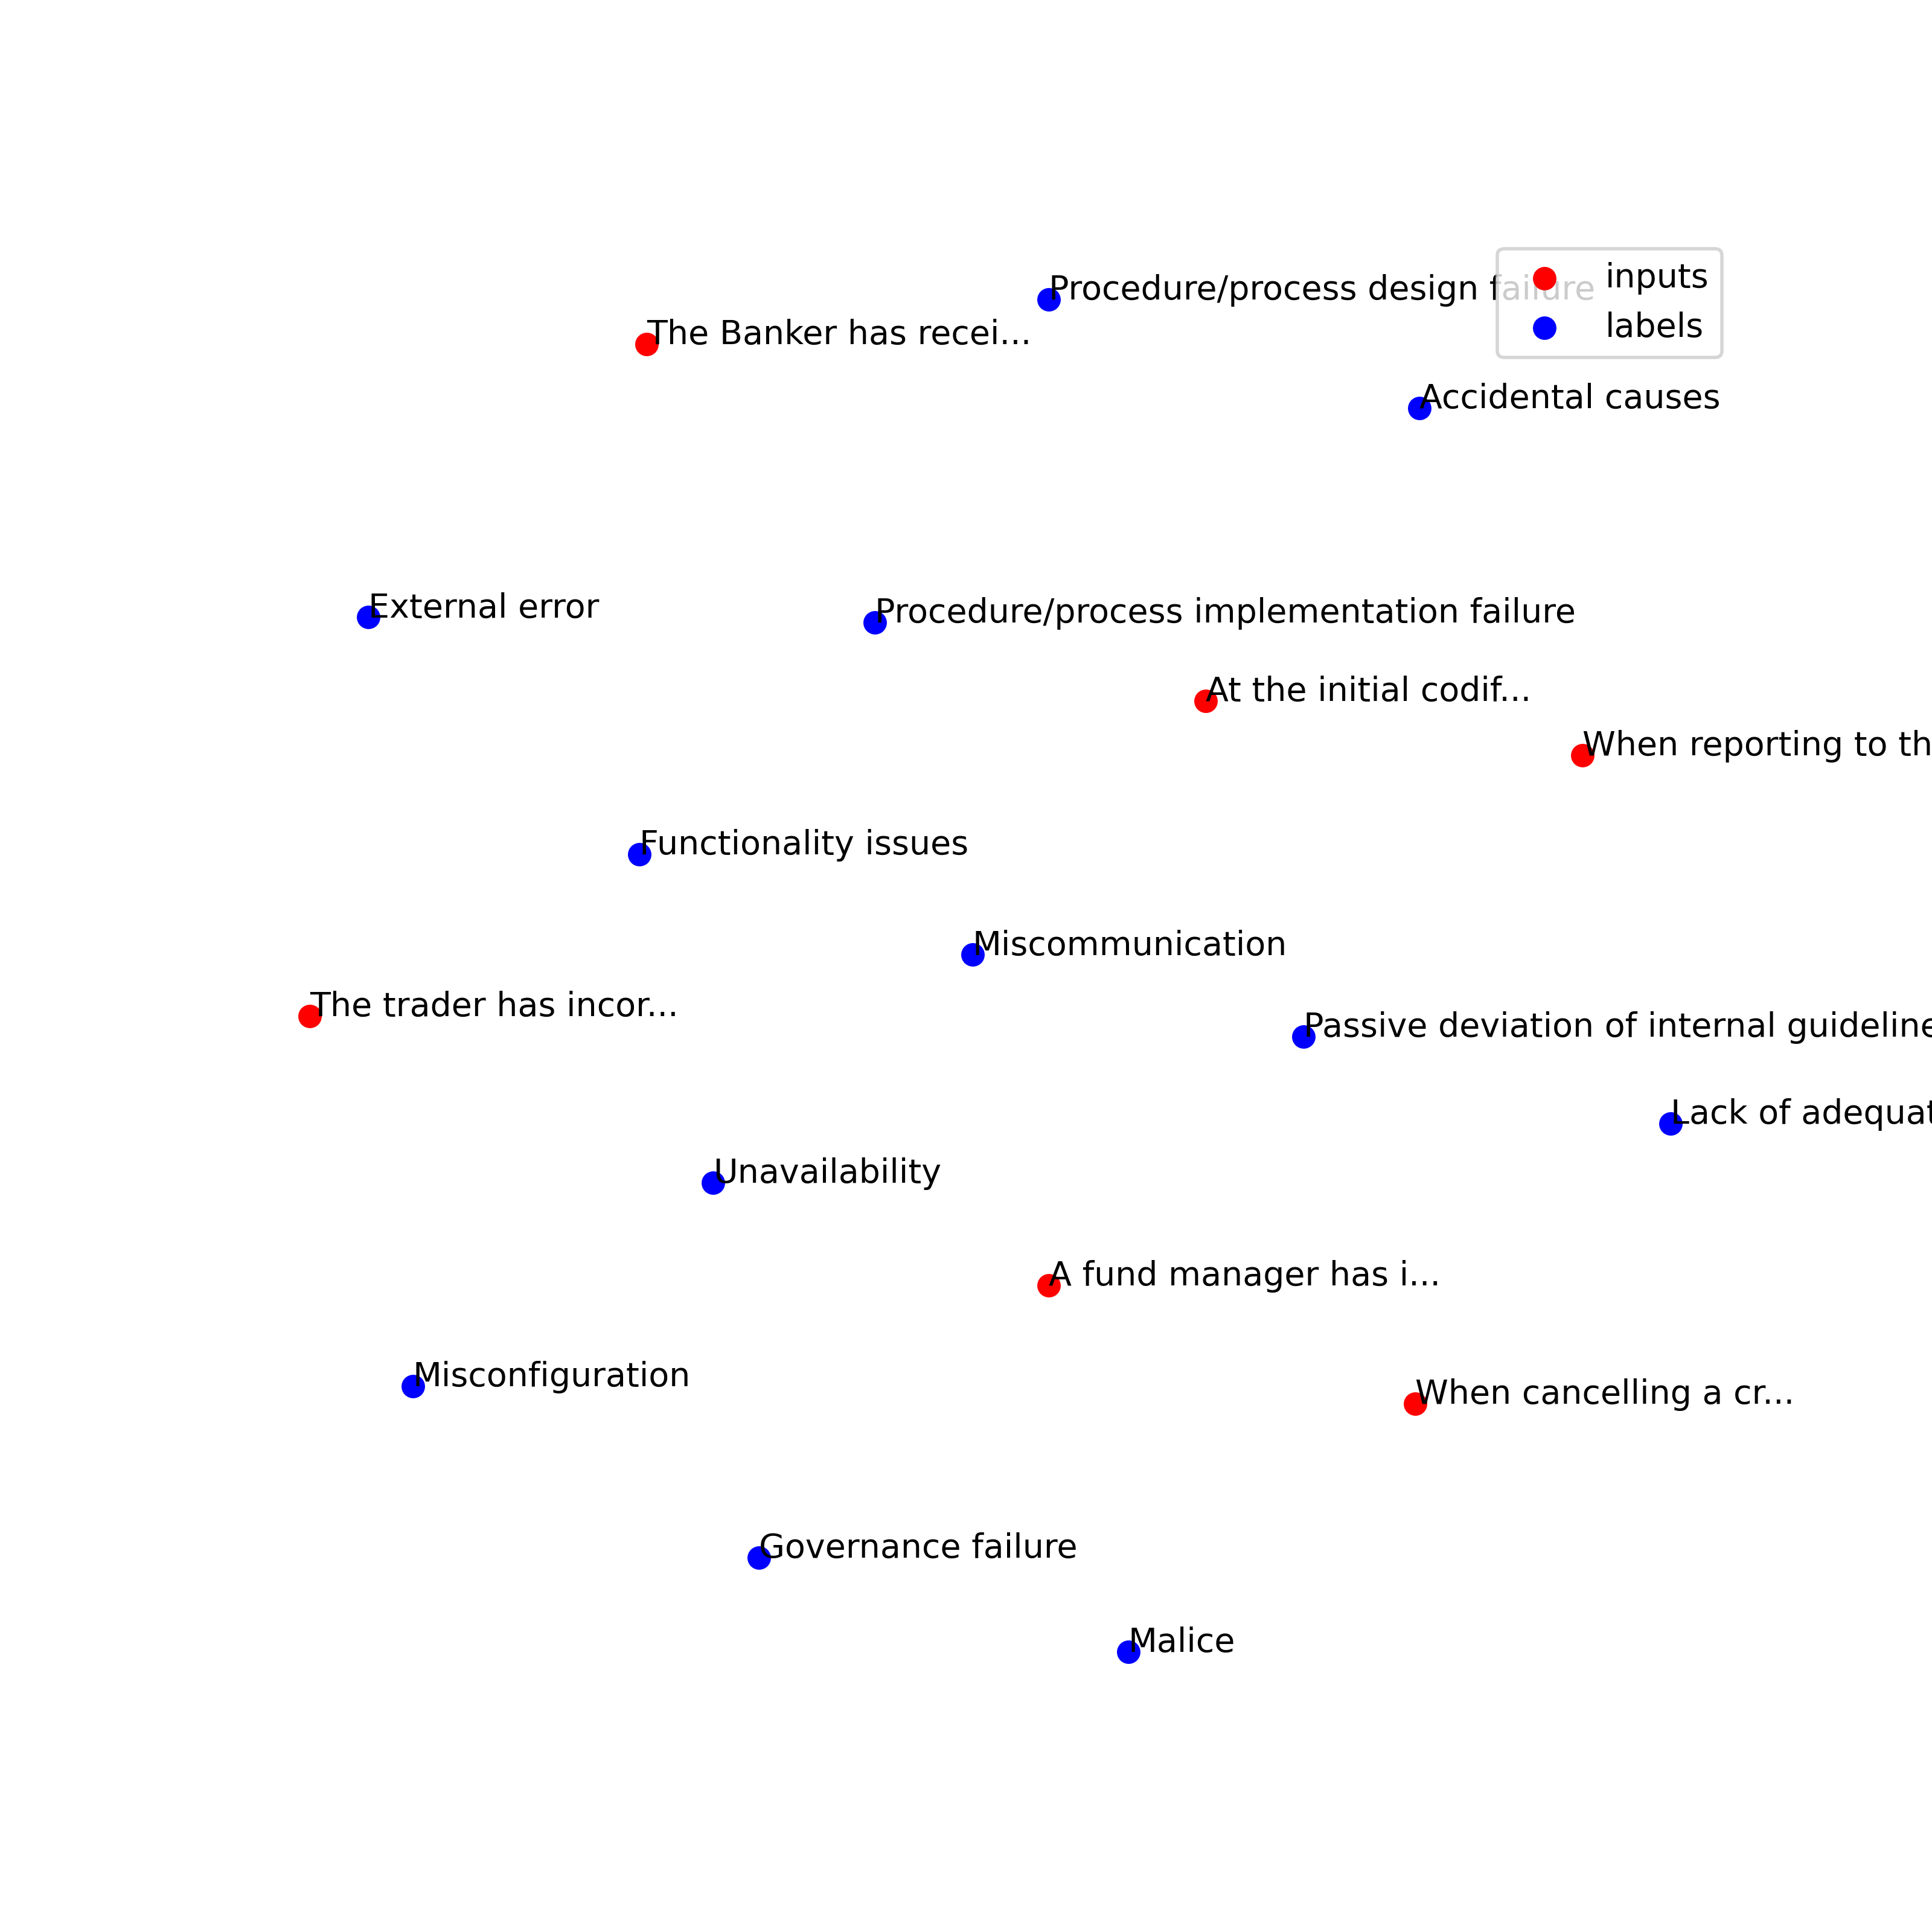 Procedure/process design failure
inputs
The Banker has recei...
labels
Accidental causes
External error
Procedure/process implementation failure
At the initial codif...
When reporting to th
Functionality issues
Miscommunication
The trader has incor...
Passive deviation of internal guideline
Lack of adequat
Unavailability
A fund manager has i...
Misconfiguration
When cancelling a cr...
Governance failure
Malice